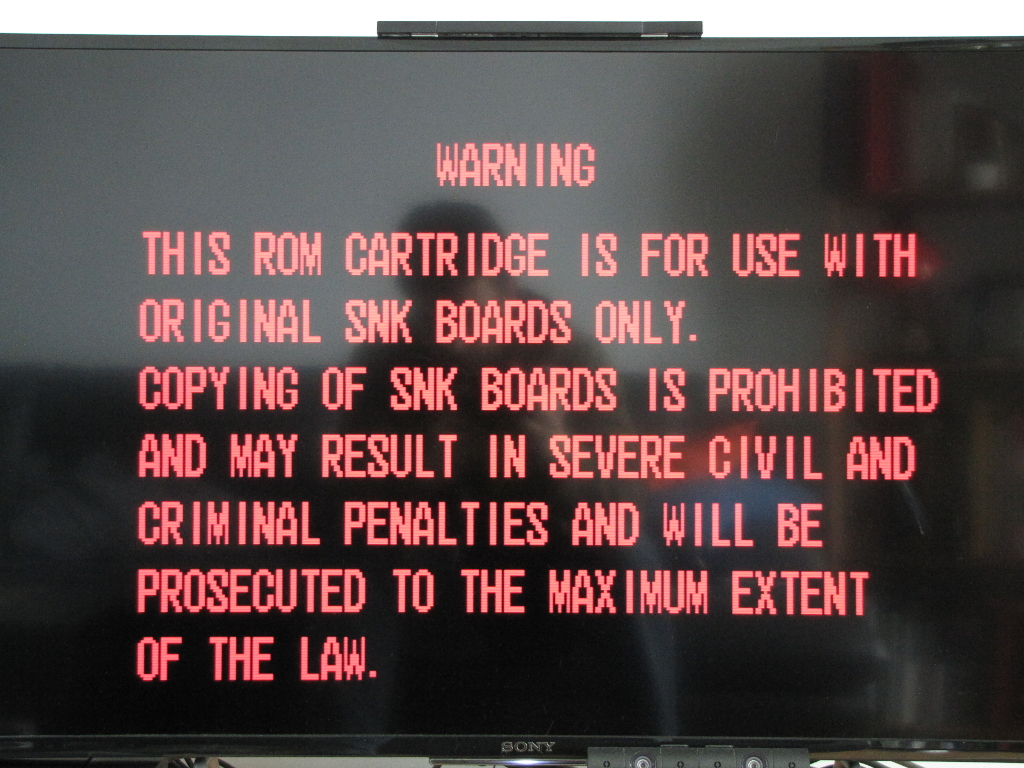 WARNING
THIS ROM CARTRIDGE IS FOR USE WITH
ORIGINAL SNK BOARDS ONLY.
COPYING OF SNK BOARDS IS PROHIBITED
AND MAY RESULT IN SEVERE CIVIL AND
CRIMINAL PENALTIES AND WILL BE
PROSECUTED TO THE MAXIMUM EXTENT
OF THE LAW.
SONY